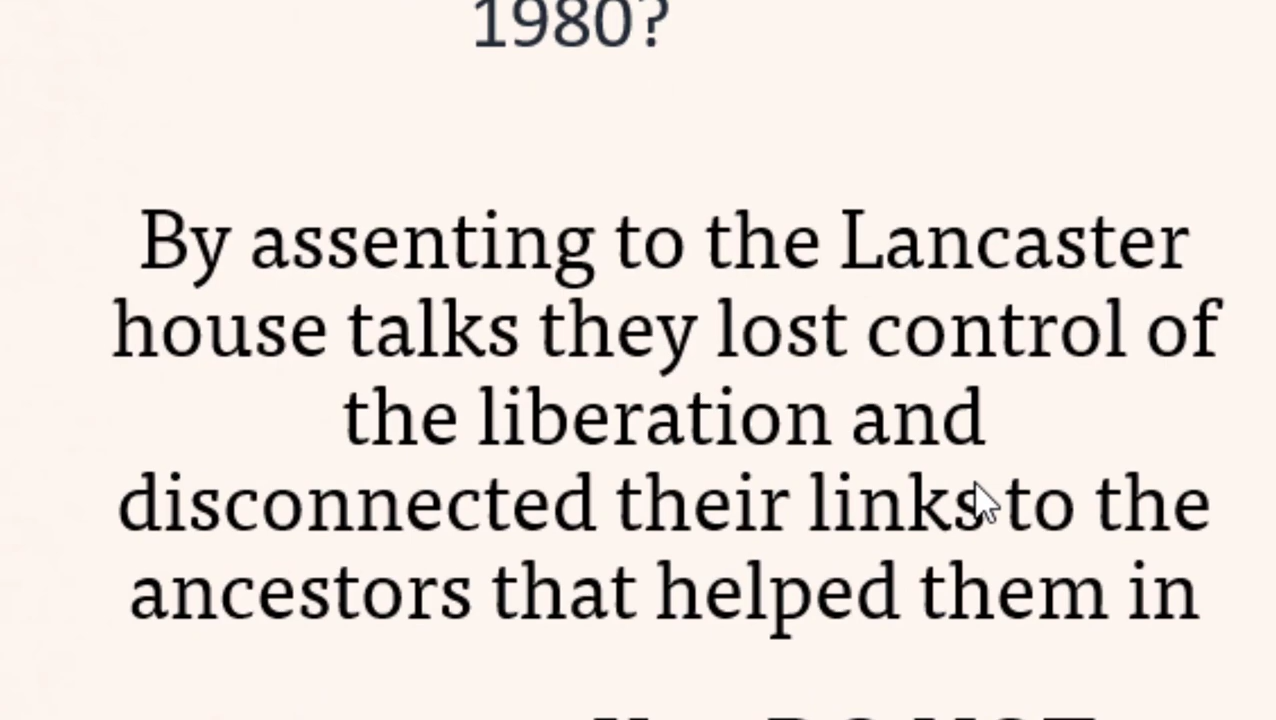 1980?
By assenting to the Lancaster
house talks they lost control of
the liberation and
disconnected their links to the
ancestors that helped them in